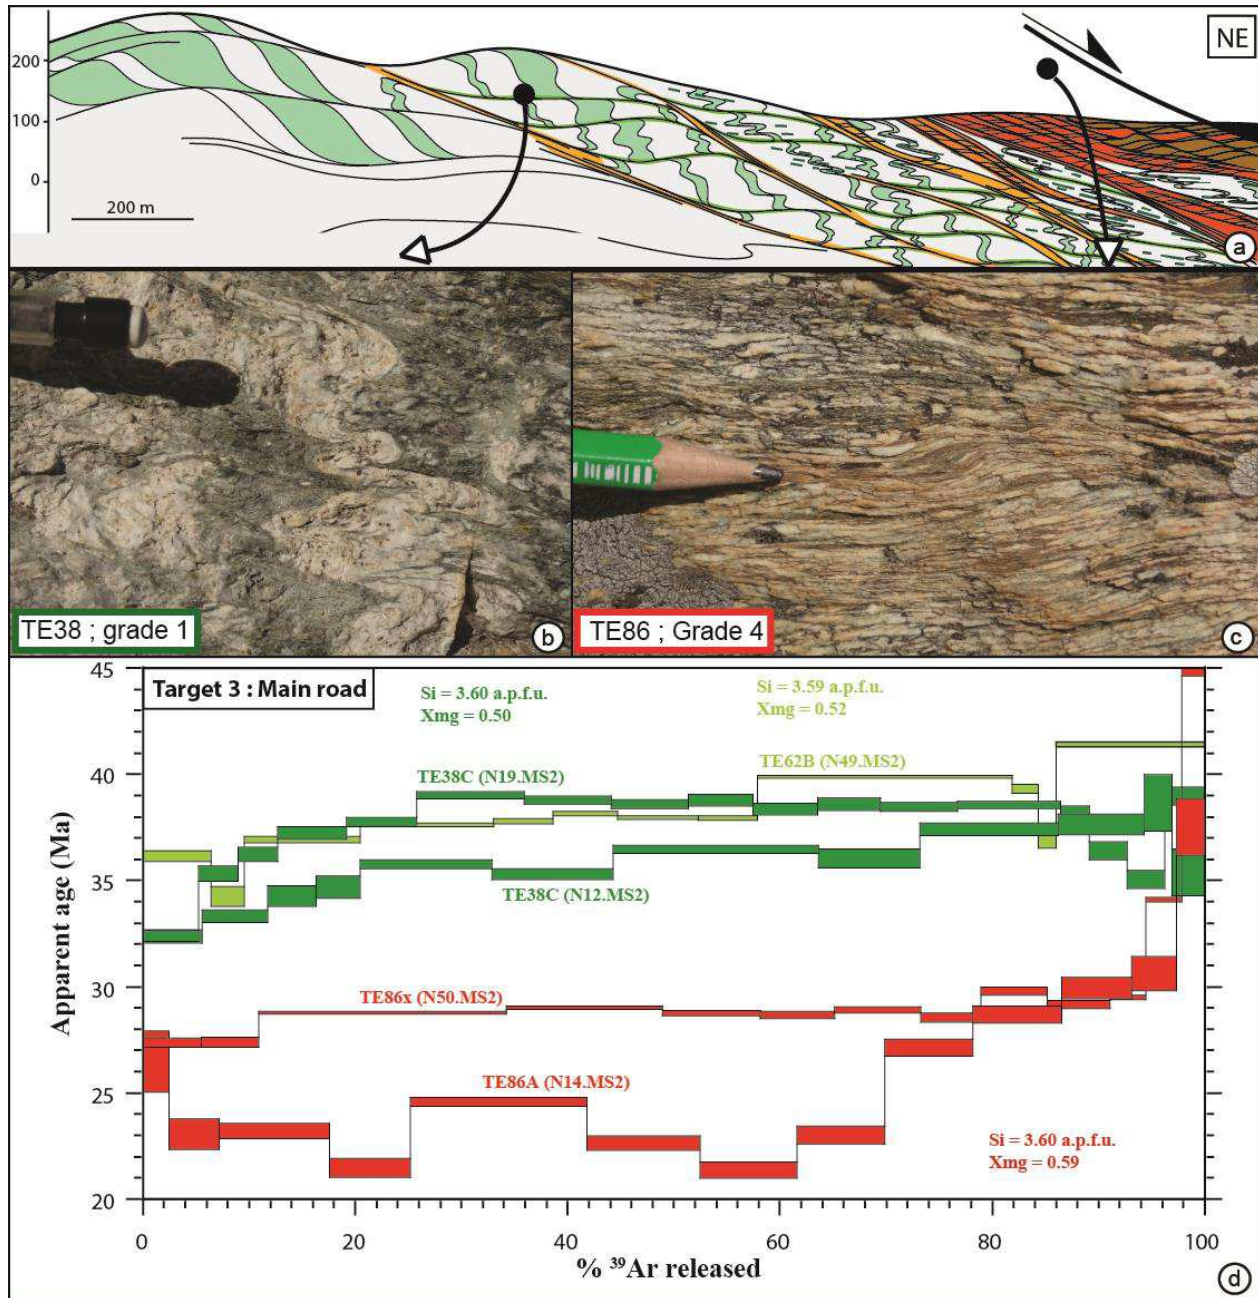 NE
200
100
0
200 m
a
TE38 ; grade 1
b
TE86 ; Grade 4
c
Target 3 : Main road
Si = 3.60 a.p.f.u.
Xmg = 0.50
Si = 3.59 a.p.f.u.
Xmg = 0.52
TE38C (N19.MS2)
TE62B (N49.MS2)
TE38C (N12.MS2)
TE86x (N50.MS2)
TE86A (N14.MS2)
Si = 3.60 a.p.f.u.
Xmg = 0.59
Apparent age (Ma)
45
40
35
30
25
20
0 20 40 60 80 100
% ³⁹Ar released
d